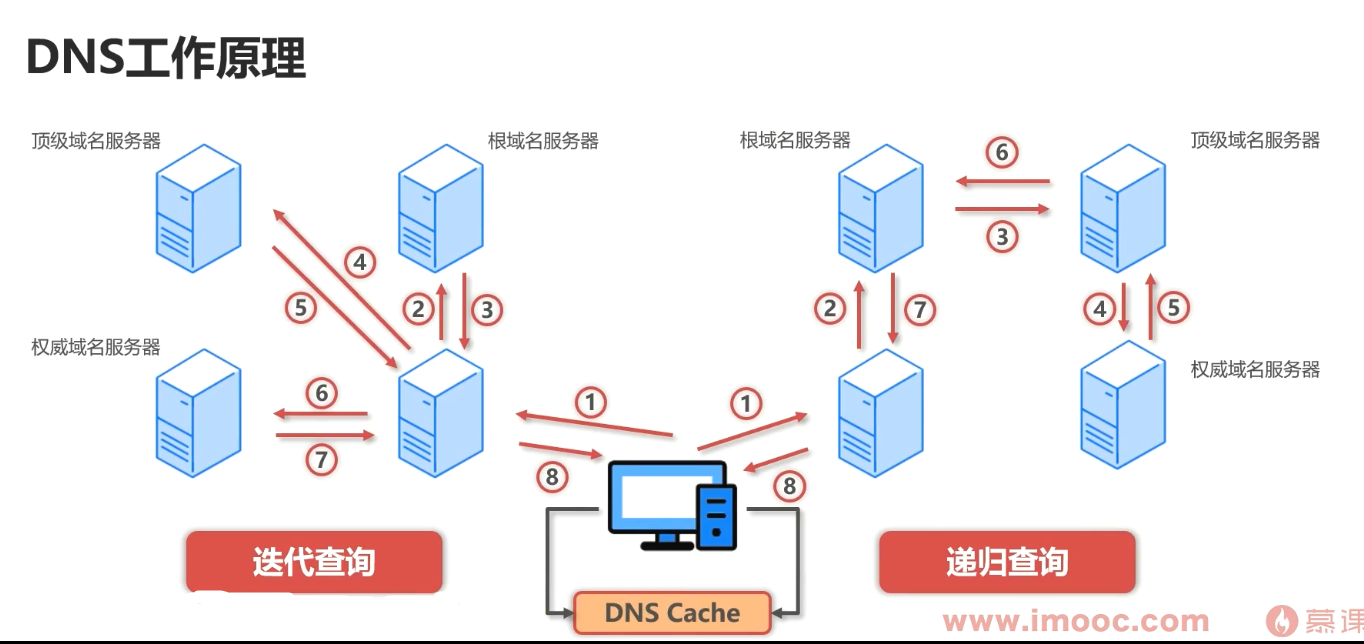 DNS工作原理
顶级域名服务器
根域名服务器
根域名服务器
顶级域名服务器
6
3
4
5
2
3
2
7
4
5
权威域名服务器
权威域名服务器
6
7
1
1
8
8
迭代查询
递归查询
DNS Cache
www.imooc.com
慕课